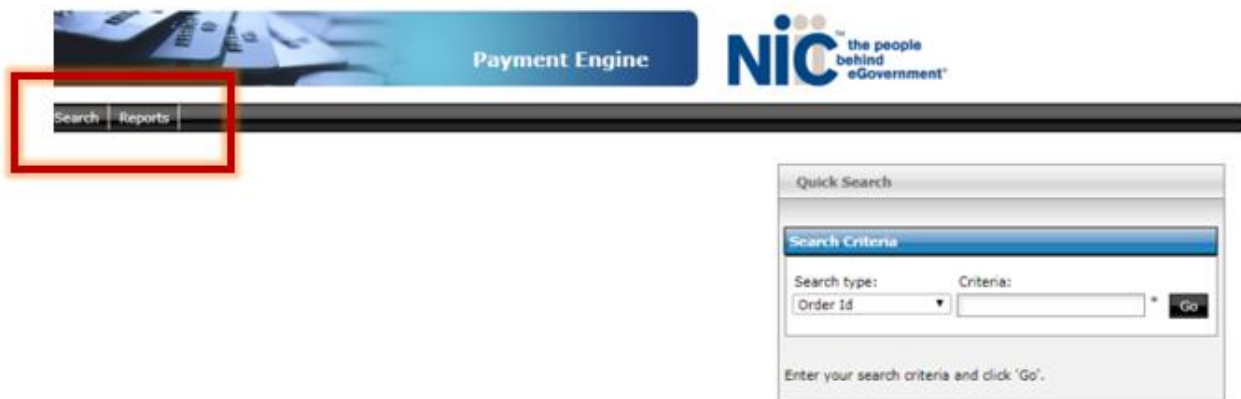 Payment Engine
NIC™ the people
behind
eGovernment®
Search Reports
Quick Search
Search Criteria
Search type: Criteria:
Order Id * Go
Enter your search criteria and click 'Go'.